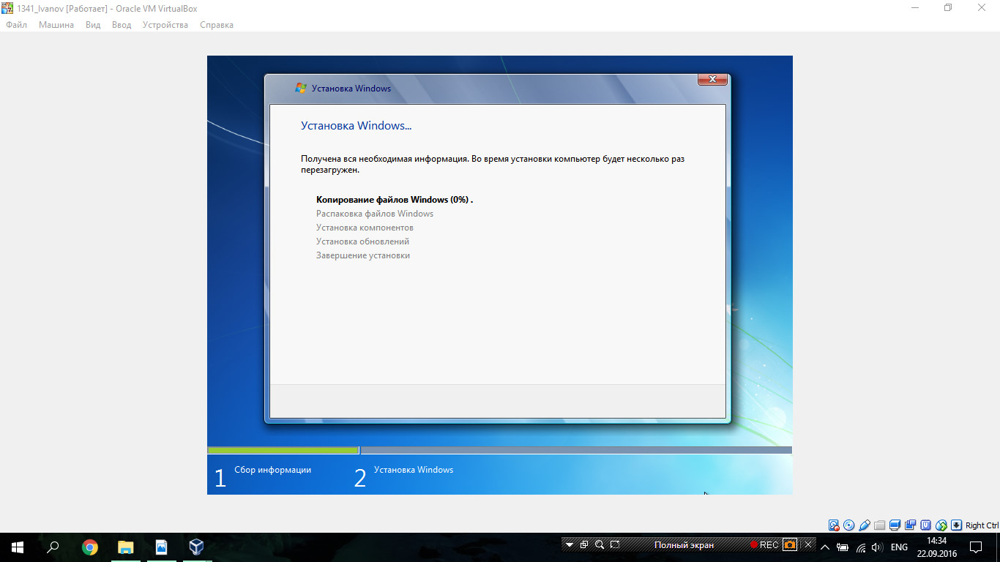 1341_Ivanov [Работает] - Oracle VM VirtualBox
Файл Машина Вид Ввод Устройства Справка
Установка Windows
Установка Windows...
Получена вся необходимая информация. Во время установки компьютер будет несколько раз
перезагружен.
Копирование файлов Windows (0%) .
Распаковка файлов Windows
Установка компонентов
Установка обновлений
Завершение установки
1 Сбор информации 2 Установка Windows
Right Ctrl
Полный экран REC
ENG
14:34
22.09.2016